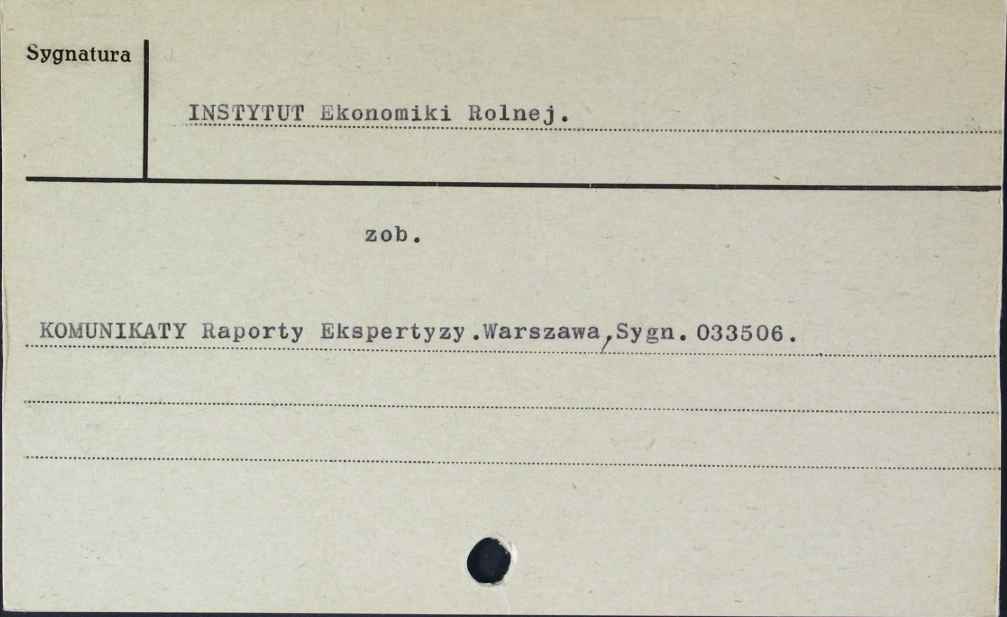 Sygnatura
INSTYTUT Ekonomiki Rolnej.
zob.
KOMUNIKATY Raporty Ekspertyzy.Warszawa,Sygn. 033506.